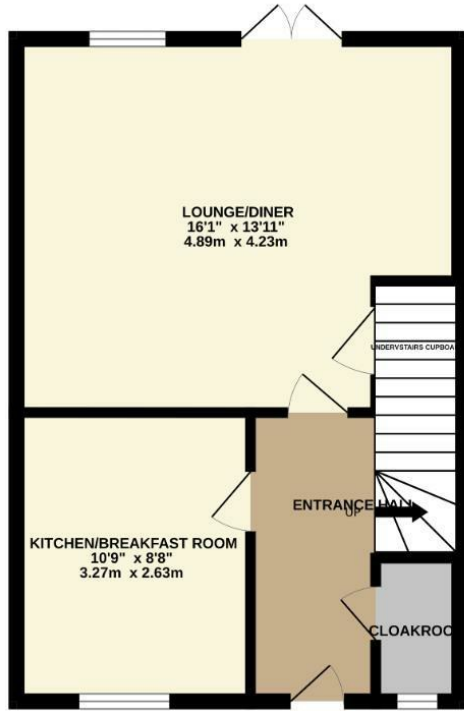 LOUNGE/DINER
16'1" x 13'11"
4.89m x 4.23m
UNDERSTAIRS CUPBOA
ENTRANCE HALL
UP
KITCHEN/BREAKFAST ROOM
10'9" x 8'8"
3.27m x 2.63m
CLOAKROO